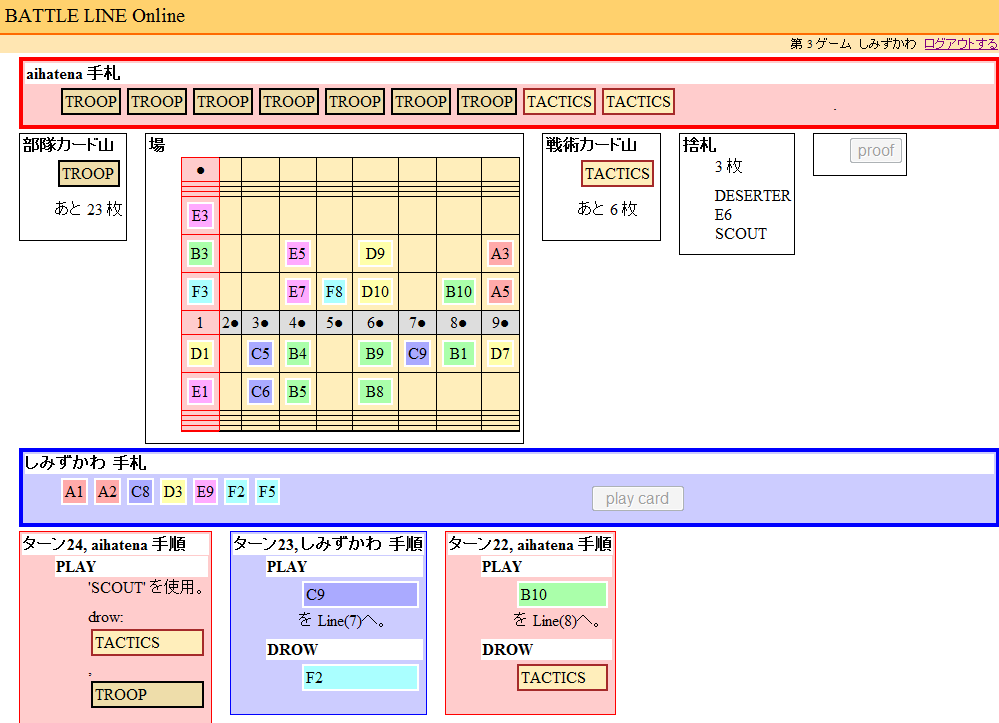 BATTLE LINE Online
第 3 ゲーム しみずかわ ログアウトする
aihatena 手札
TROOP TROOP TROOP TROOP TROOP TROOP TROOP TACTICS TACTICS .
部隊カード山
TROOP
あと 23 枚
場
●
E3
B3 E5 D9 A3
F3 E7 F8 D10 B10 A5
1 2● 3● 4● 5● 6● 7● 8● 9●
D1 C5 B4 B9 C9 B1 D7
E1 C6 B5 B8
戦術カード山
TACTICS
あと 6 枚
捨札
3 枚
DESERTER
E6
SCOUT
proof
しみずかわ 手札
A1 A2 C8 D3 E9 F2 F5
play card
ターン24, aihatena 手順
PLAY
'SCOUT' を使用。
drow:
TACTICS
,
TROOP
ターン23,しみずかわ 手順
PLAY
C9
を Line(7)へ。
DROW
F2
ターン22, aihatena 手順
PLAY
B10
を Line(8)へ。
DROW
TACTICS